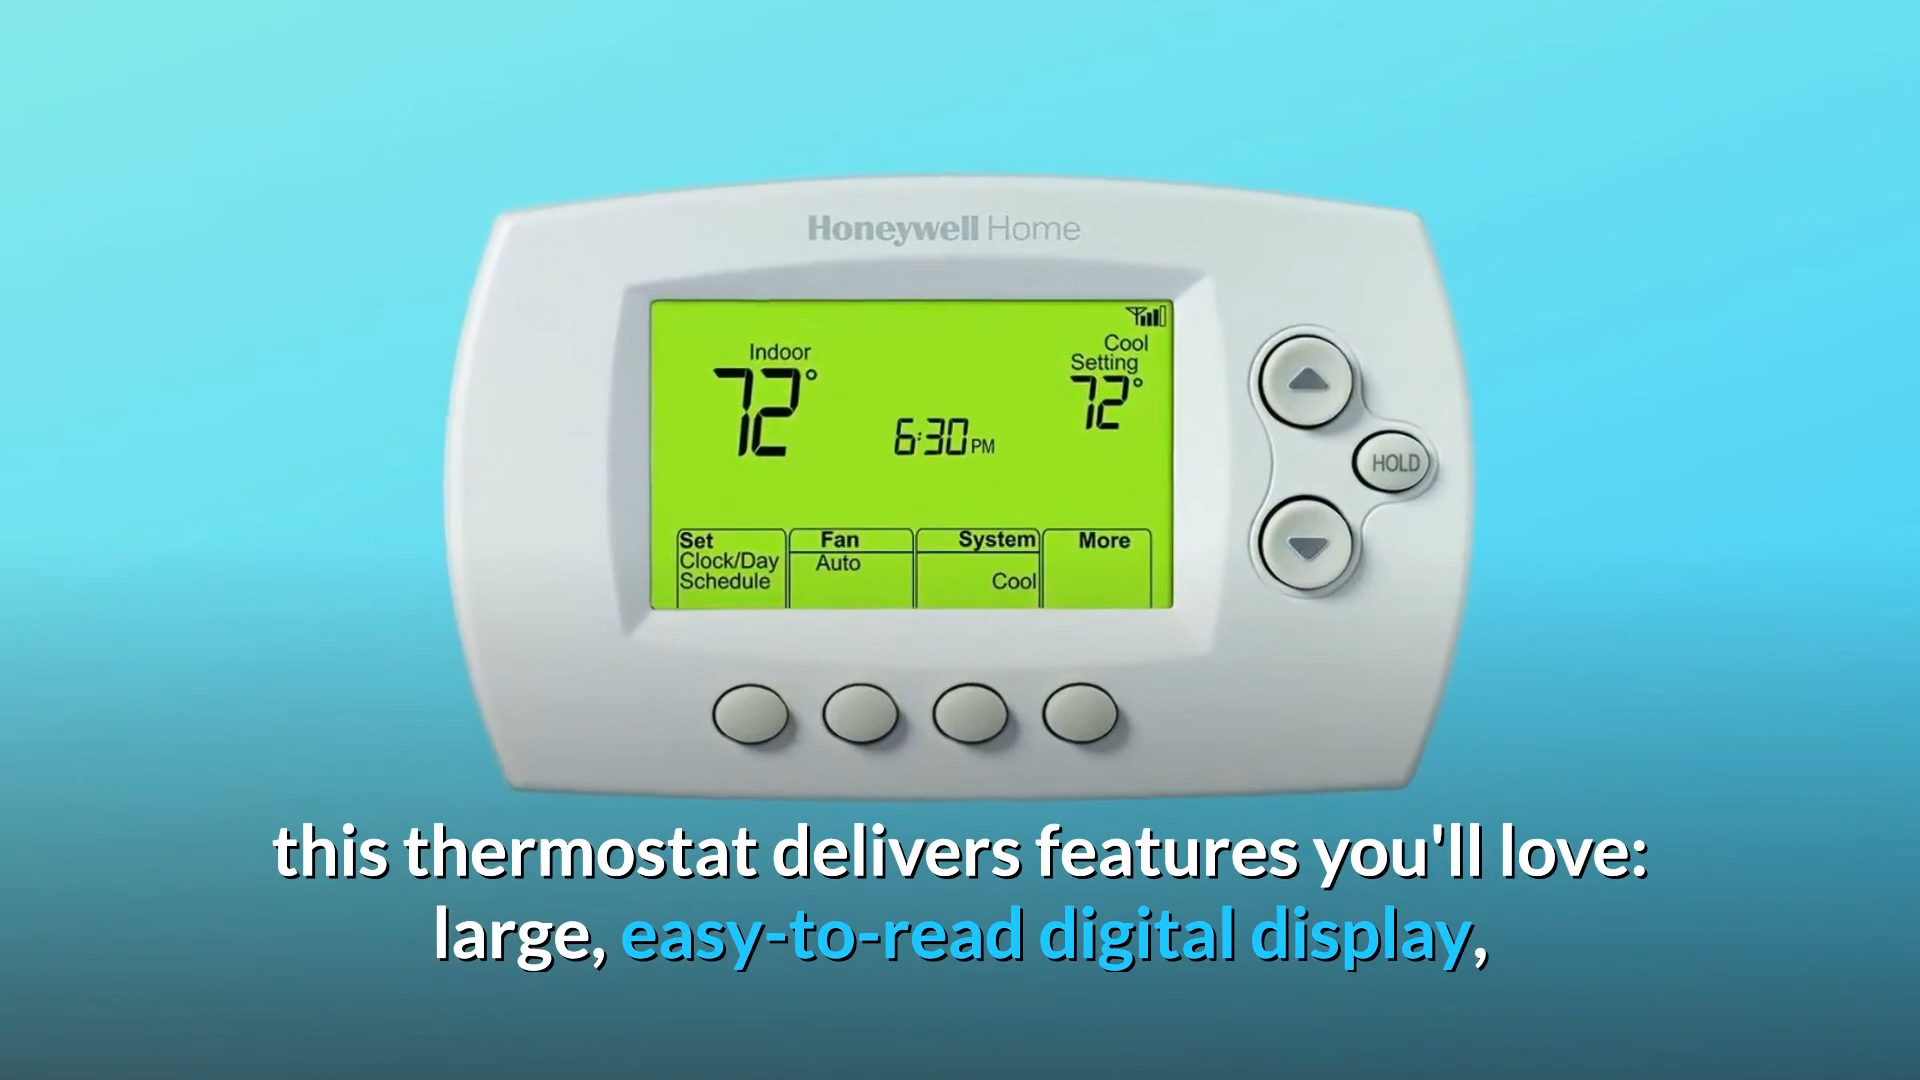 Honeywell Home
Indoor
72°
6:30 PM
Cool
Setting
72°
Set
Clock/Day
Schedule
Fan
Auto
System
Cool
More
HOLD
this thermostat delivers features you'll love:
large, easy-to-read digital display,